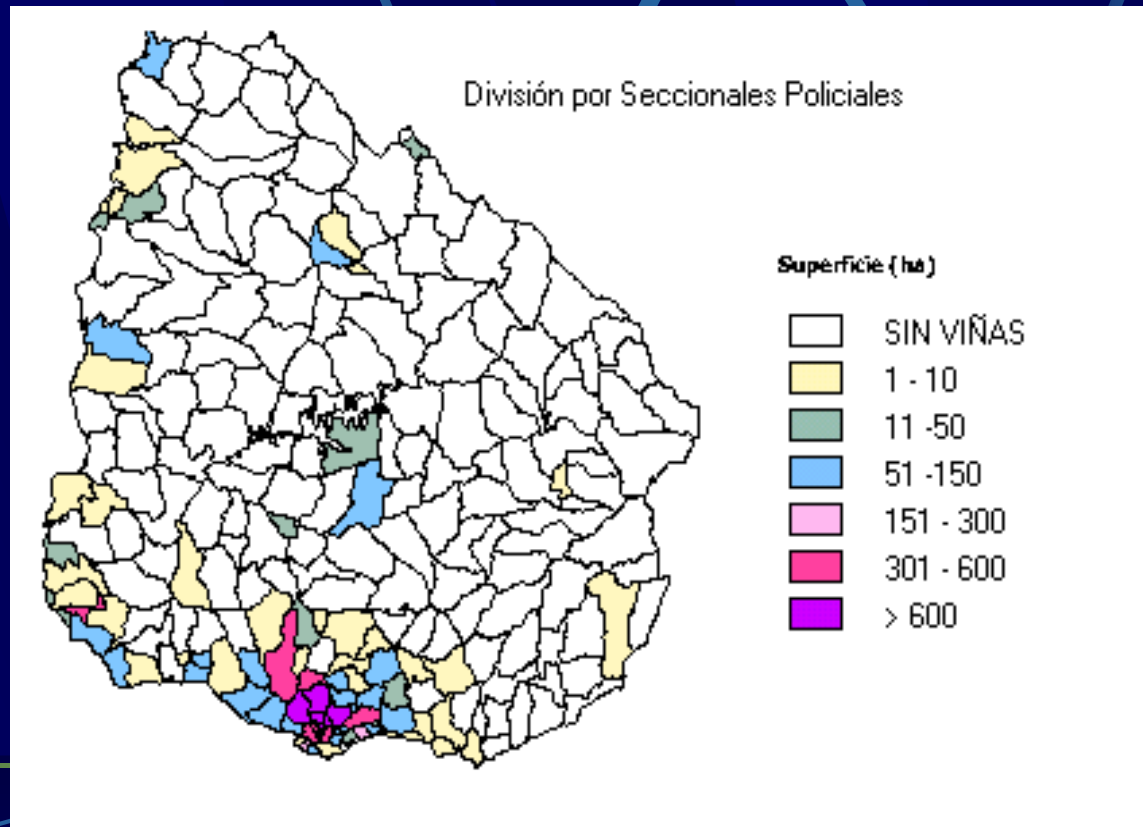 División por Seccionales Policiales
Superficie (ha)
SIN VIÑAS
1 - 10
11 -50
51 -150
151 - 300
301 - 600
> 600